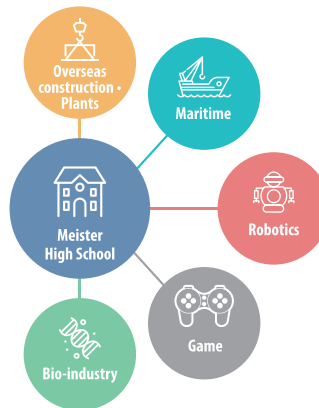 Overseas
construction •
Plants
Maritime
Meister
High School
Robotics
Game
Bio-industry